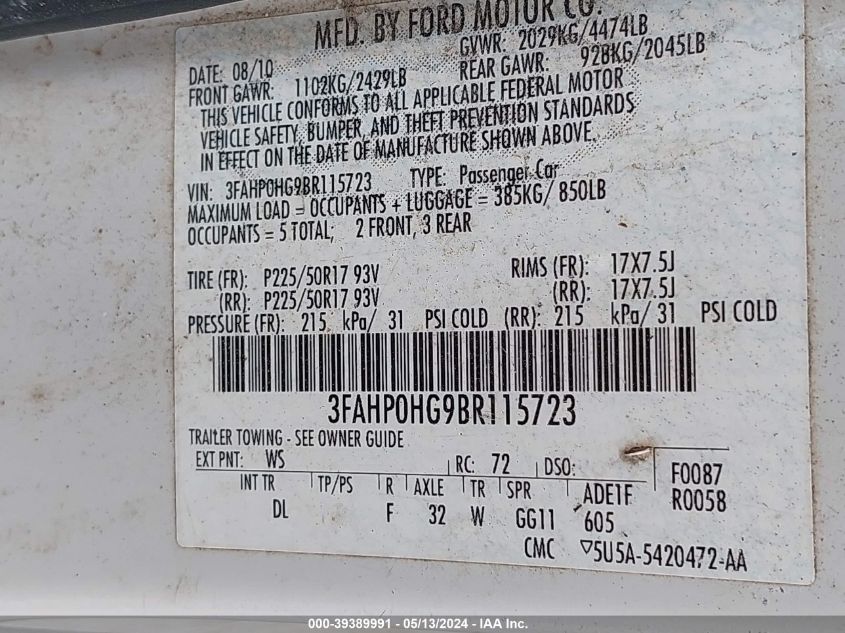 MFD. BY FORD MOTOR CO.
DATE: 08/10 GVWR: 2029KG/4474LB
FRONT GAWR: 1102KG/2429LB REAR GAWR: 928KG/2045LB
THIS VEHICLE CONFORMS TO ALL APPLICABLE FEDERAL MOTOR
VEHICLE SAFETY, BUMPER, AND THEFT PREVENTION STANDARDS
IN EFFECT ON THE DATE OF MANUFACTURE SHOWN ABOVE.
VIN: 3FAHP0HG9BR115723 TYPE: Passenger Car
MAXIMUM LOAD = OCCUPANTS + LUGGAGE = 385KG/ 850LB
OCCUPANTS = 5 TOTAL; 2 FRONT, 3 REAR
TIRE (FR): P225/50R17 93V RIMS (FR): 17X7.5J
(RR): P225/50R17 93V (RR): 17X7.5J
PRESSURE (FR): 215 kPa/ 31 PSI COLD (RR): 215 kPa/ 31 PSI COLD
3FAHP0HG9BR115723
TRAILER TOWING - SEE OWNER GUIDE
EXT PNT: WS RC: 72 DSO: F0087
INT TR TP/PS R AXLE TR SPR ADE1F R0058
DL F 32 W GG11 605
CMC ▽5U5A-5420472-AA
000-39389991 - 05/13/2024 - IAA Inc.